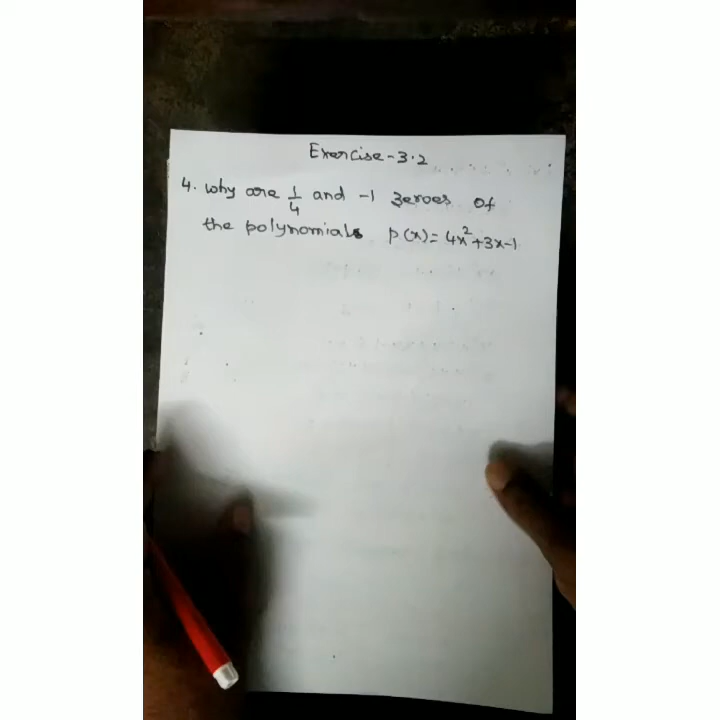 Exercise-3.2
4. Why are 1/4 and -1 zeroes of
the polynomials p(x)= 4x²+3x-1